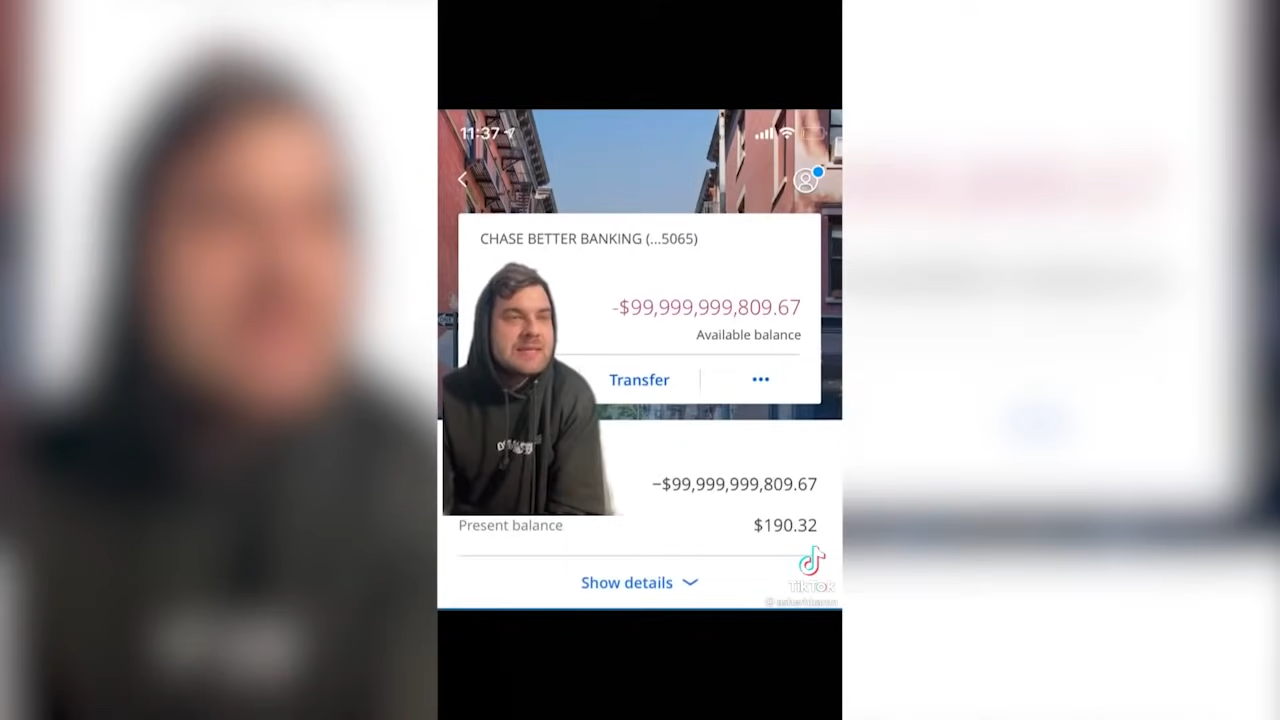 11:37
CHASE BETTER BANKING (...5065)
-$99,999,999,809.67
Available balance
Transfer
−$99,999,999,809.67
Present balance
$190.32
Show details
TikTok